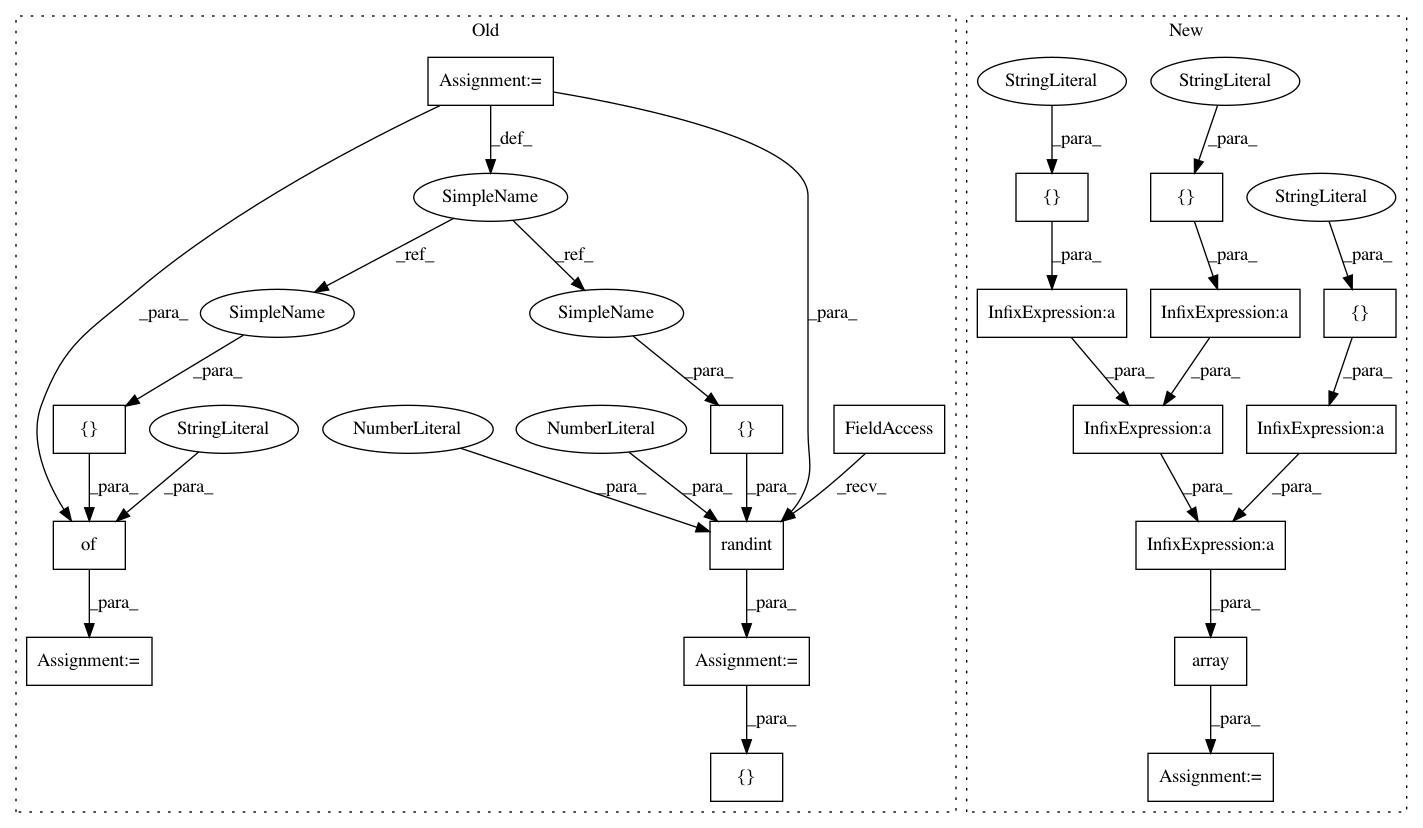 Old
New
Assignment:=
StringLiteral
StringLiteral
_def_
_para_
_para_
SimpleName
{}
{}
StringLiteral
_ref_
_ref_
_para_
_para_
_para_
SimpleName
SimpleName
InfixExpression:a
InfixExpression:a
{}
_para_
_para_
_para_
_para_
_para_
_para_
_para_
{}
StringLiteral
NumberLiteral
NumberLiteral
{}
FieldAccess
InfixExpression:a
InfixExpression:a
_para_
_para_
_para_
_para_
_para_
_recv_
_para_
_para_
of
randint
InfixExpression:a
_para_
_para_
_para_
Assignment:=
Assignment:=
array
_para_
_para_
{}
Assignment:=